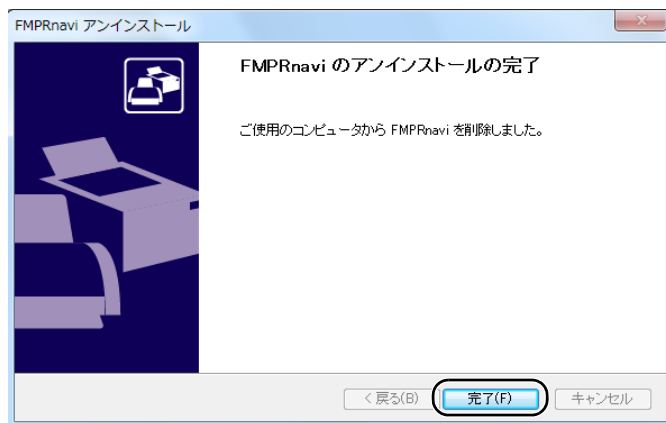 FMPRnavi アンインストール
FMPRnavi のアンインストールの完了
ご使用のコンピュータから FMPRnavi を削除しました。
< 戻る(B)
完了(F)
キャンセル